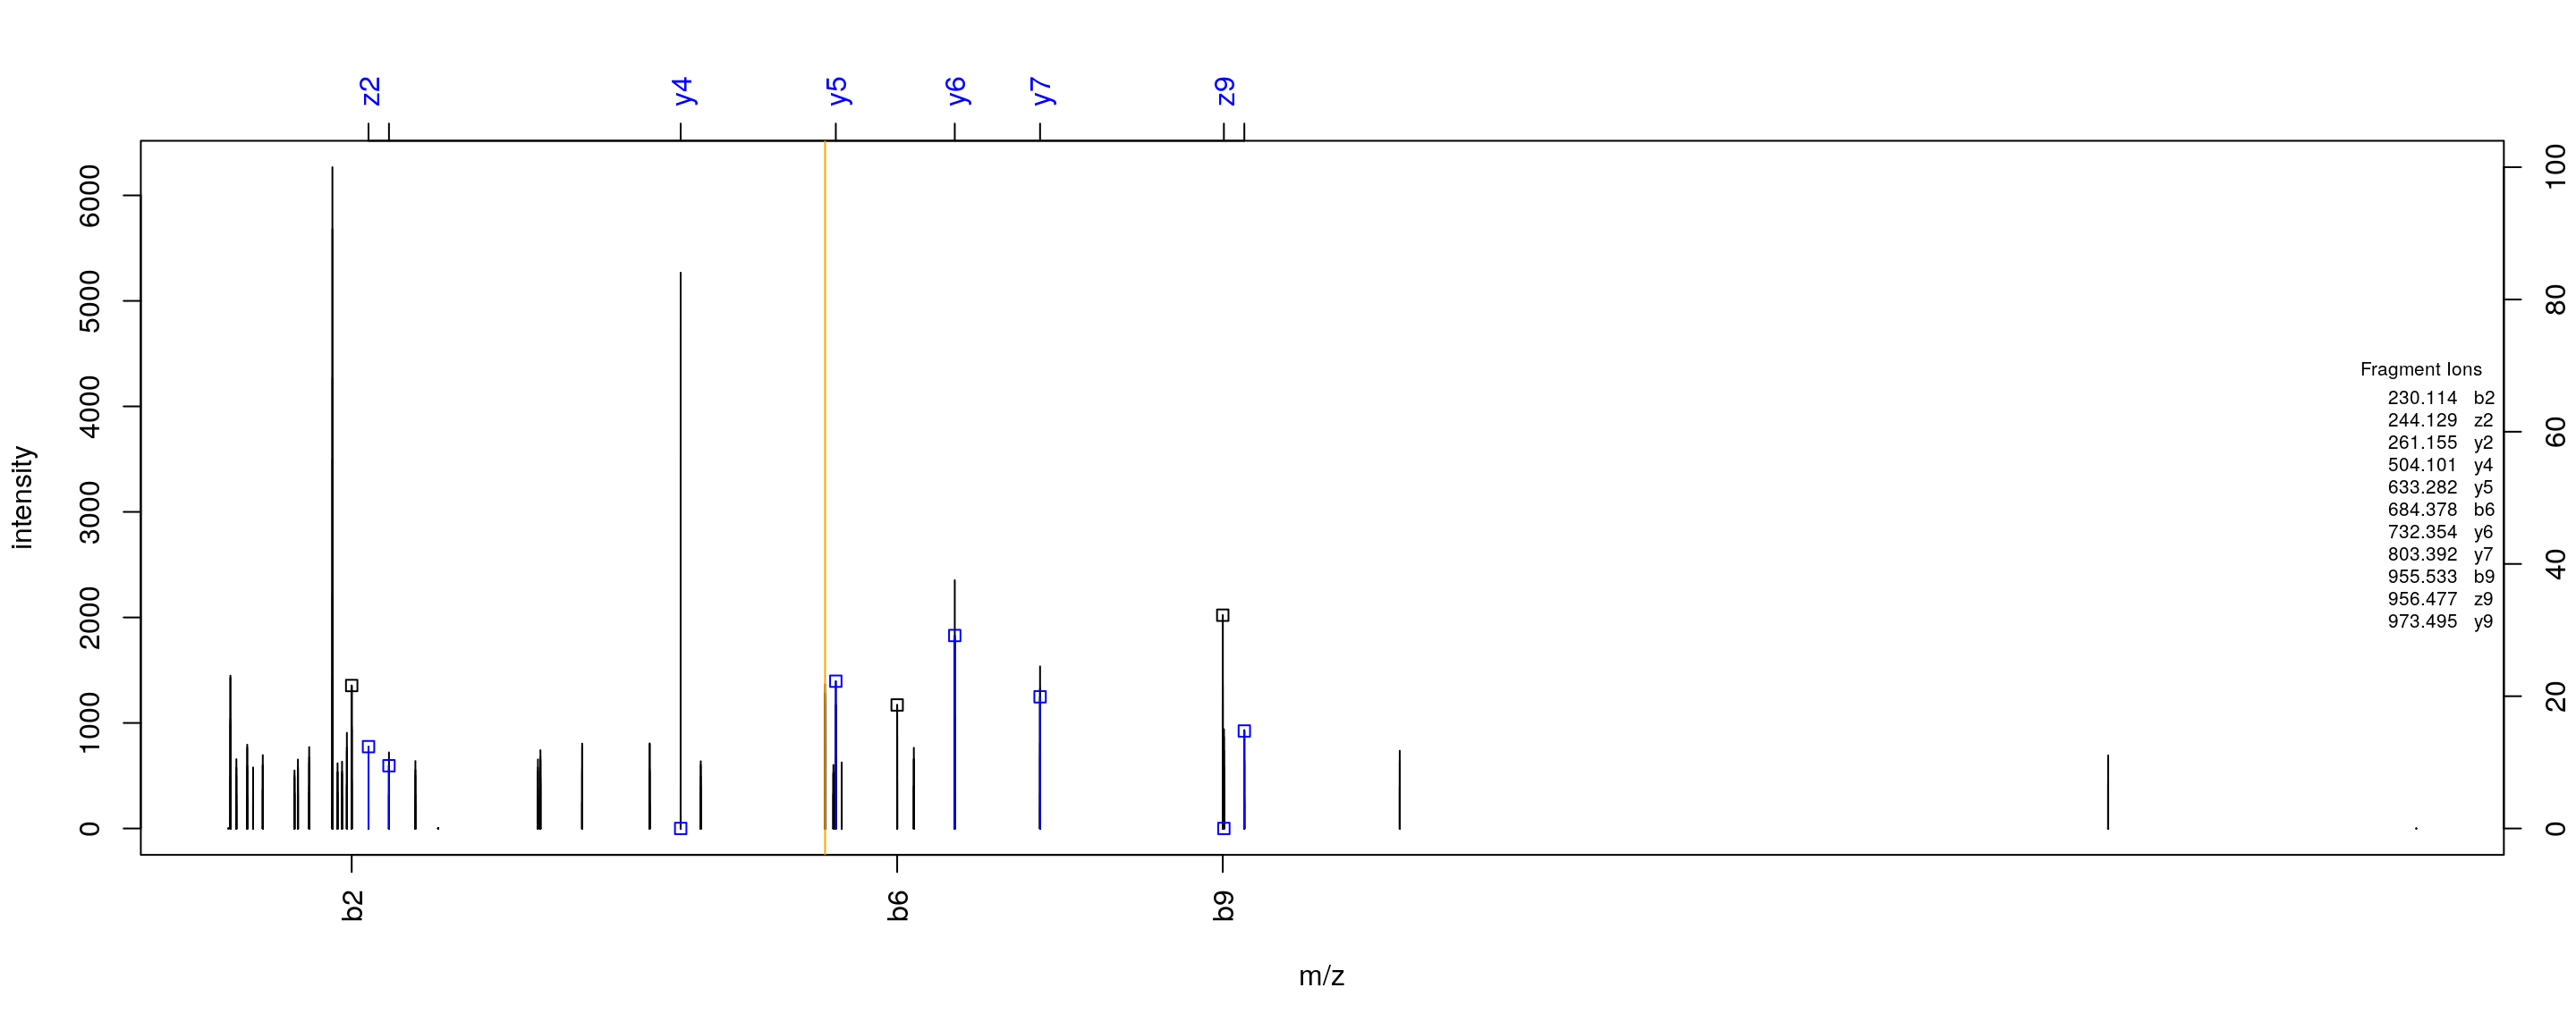 z2 y4 y5 y6 y7 z9
intensity
6000
5000
4000
3000
2000
1000
0
100
80
60
40
20
0
Fragment Ions
230.114 b2
244.129 z2
261.155 y2
504.101 y4
633.282 y5
684.378 b6
732.354 y6
803.392 y7
955.533 b9
956.477 z9
973.495 y9
b2 b6 b9
m/z